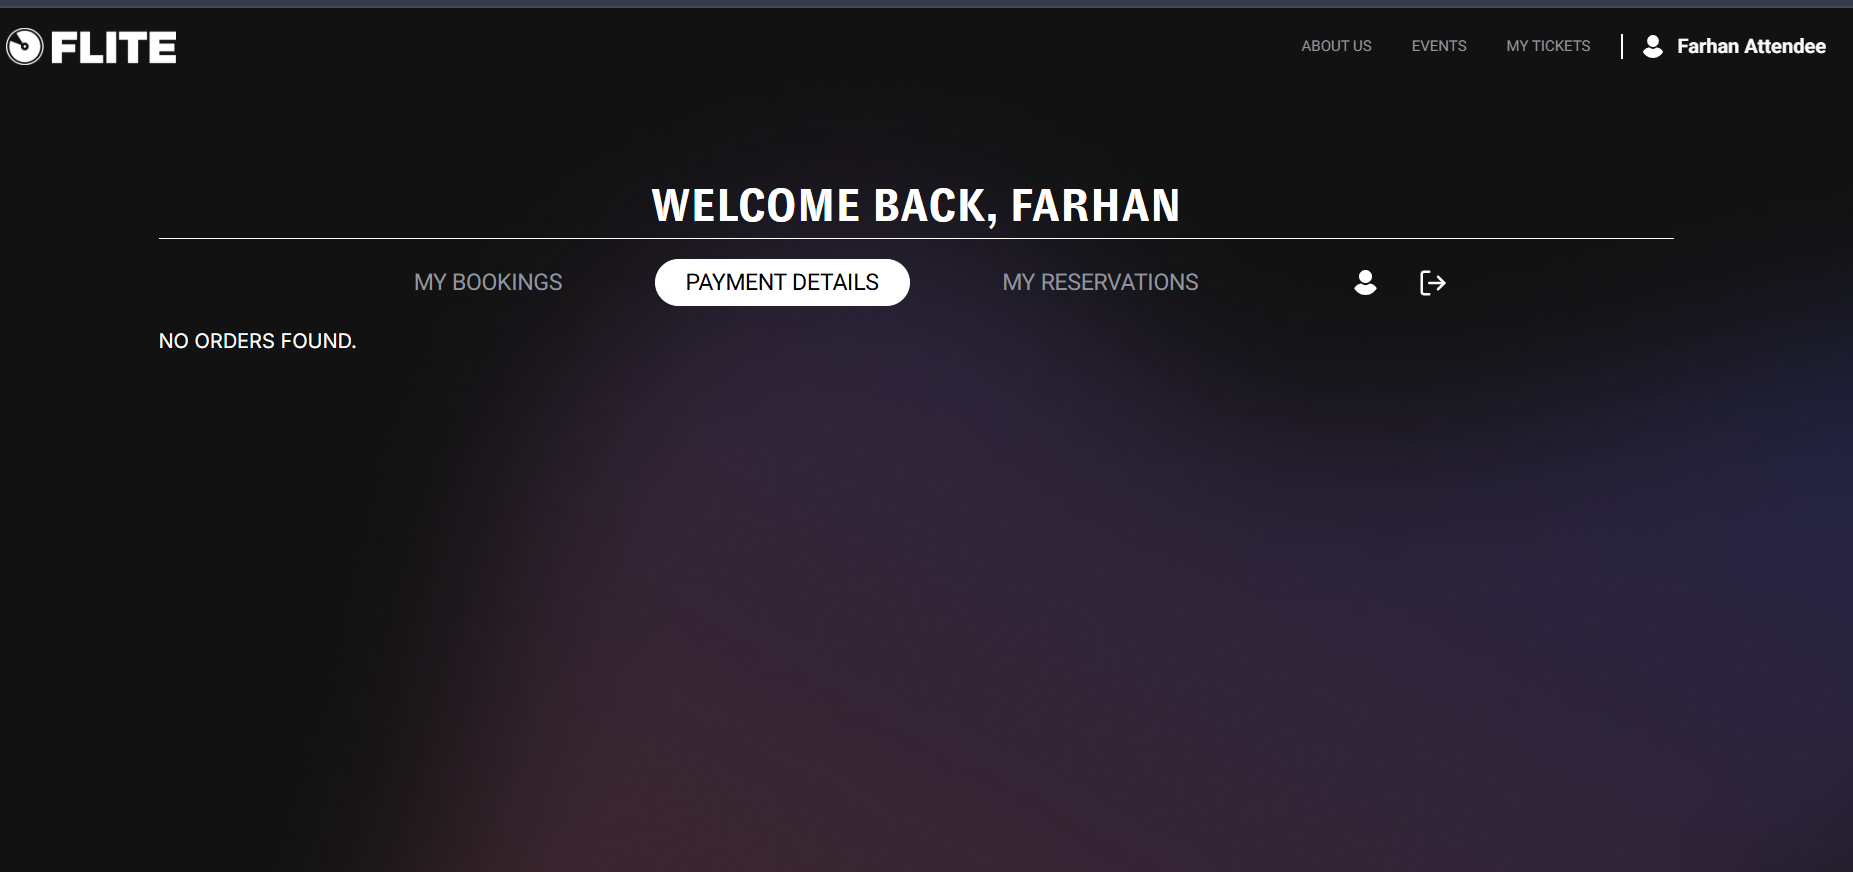 FLITE
ABOUT US
EVENTS
MY TICKETS
Farhan Attendee
WELCOME BACK, FARHAN
MY BOOKINGS
PAYMENT DETAILS
MY RESERVATIONS
NO ORDERS FOUND.